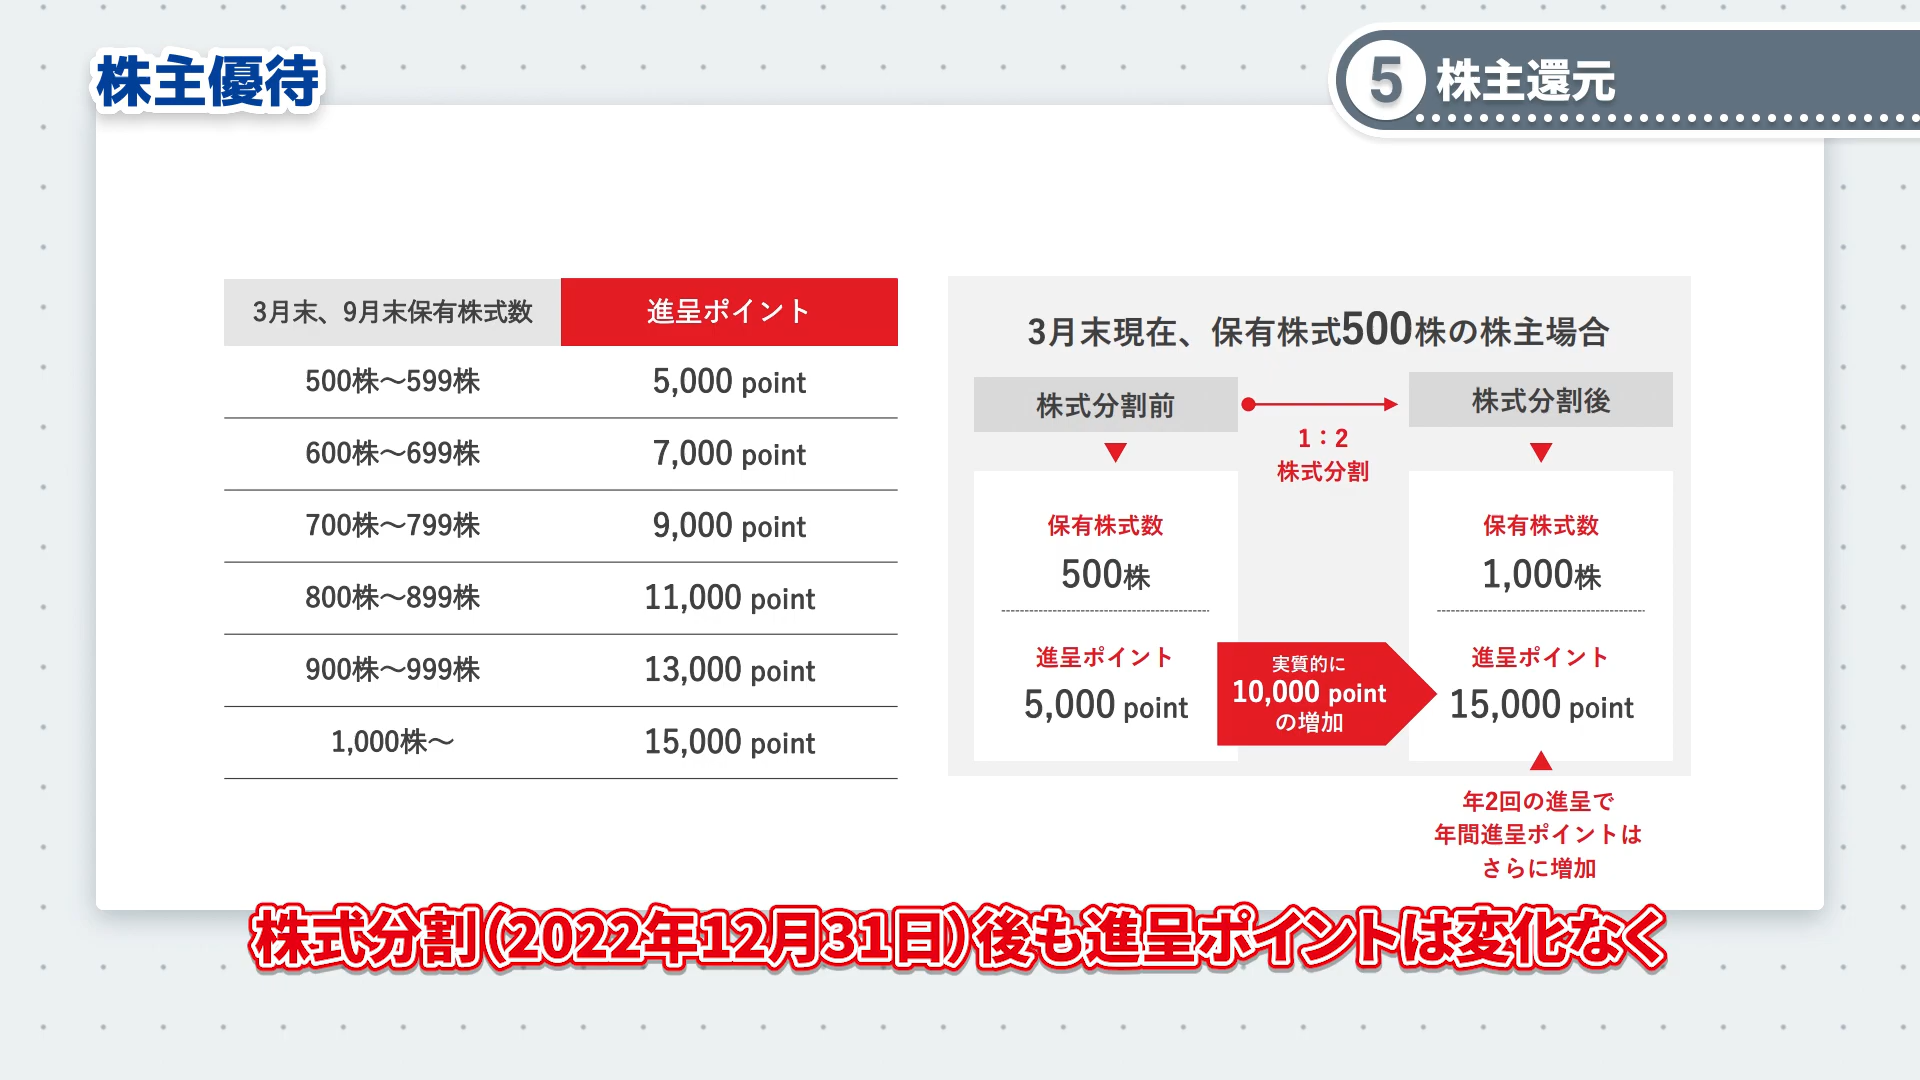 株主優待
5 株主還元
3月末、9月末保有株式数 進呈ポイント
500株〜599株 5,000 point
600株〜699株 7,000 point
700株〜799株 9,000 point
800株〜899株 11,000 point
900株〜999株 13,000 point
1,000株〜 15,000 point
3月末現在、保有株式500株の株主場合
株式分割前
1：2
株式分割
株式分割後
保有株式数
500株
進呈ポイント
5,000 point
実質的に
10,000 point
の増加
保有株式数
1,000株
進呈ポイント
15,000 point
年2回の進呈で
年間進呈ポイントは
さらに増加
株式分割(2022年12月31日)後も進呈ポイントは変化なく